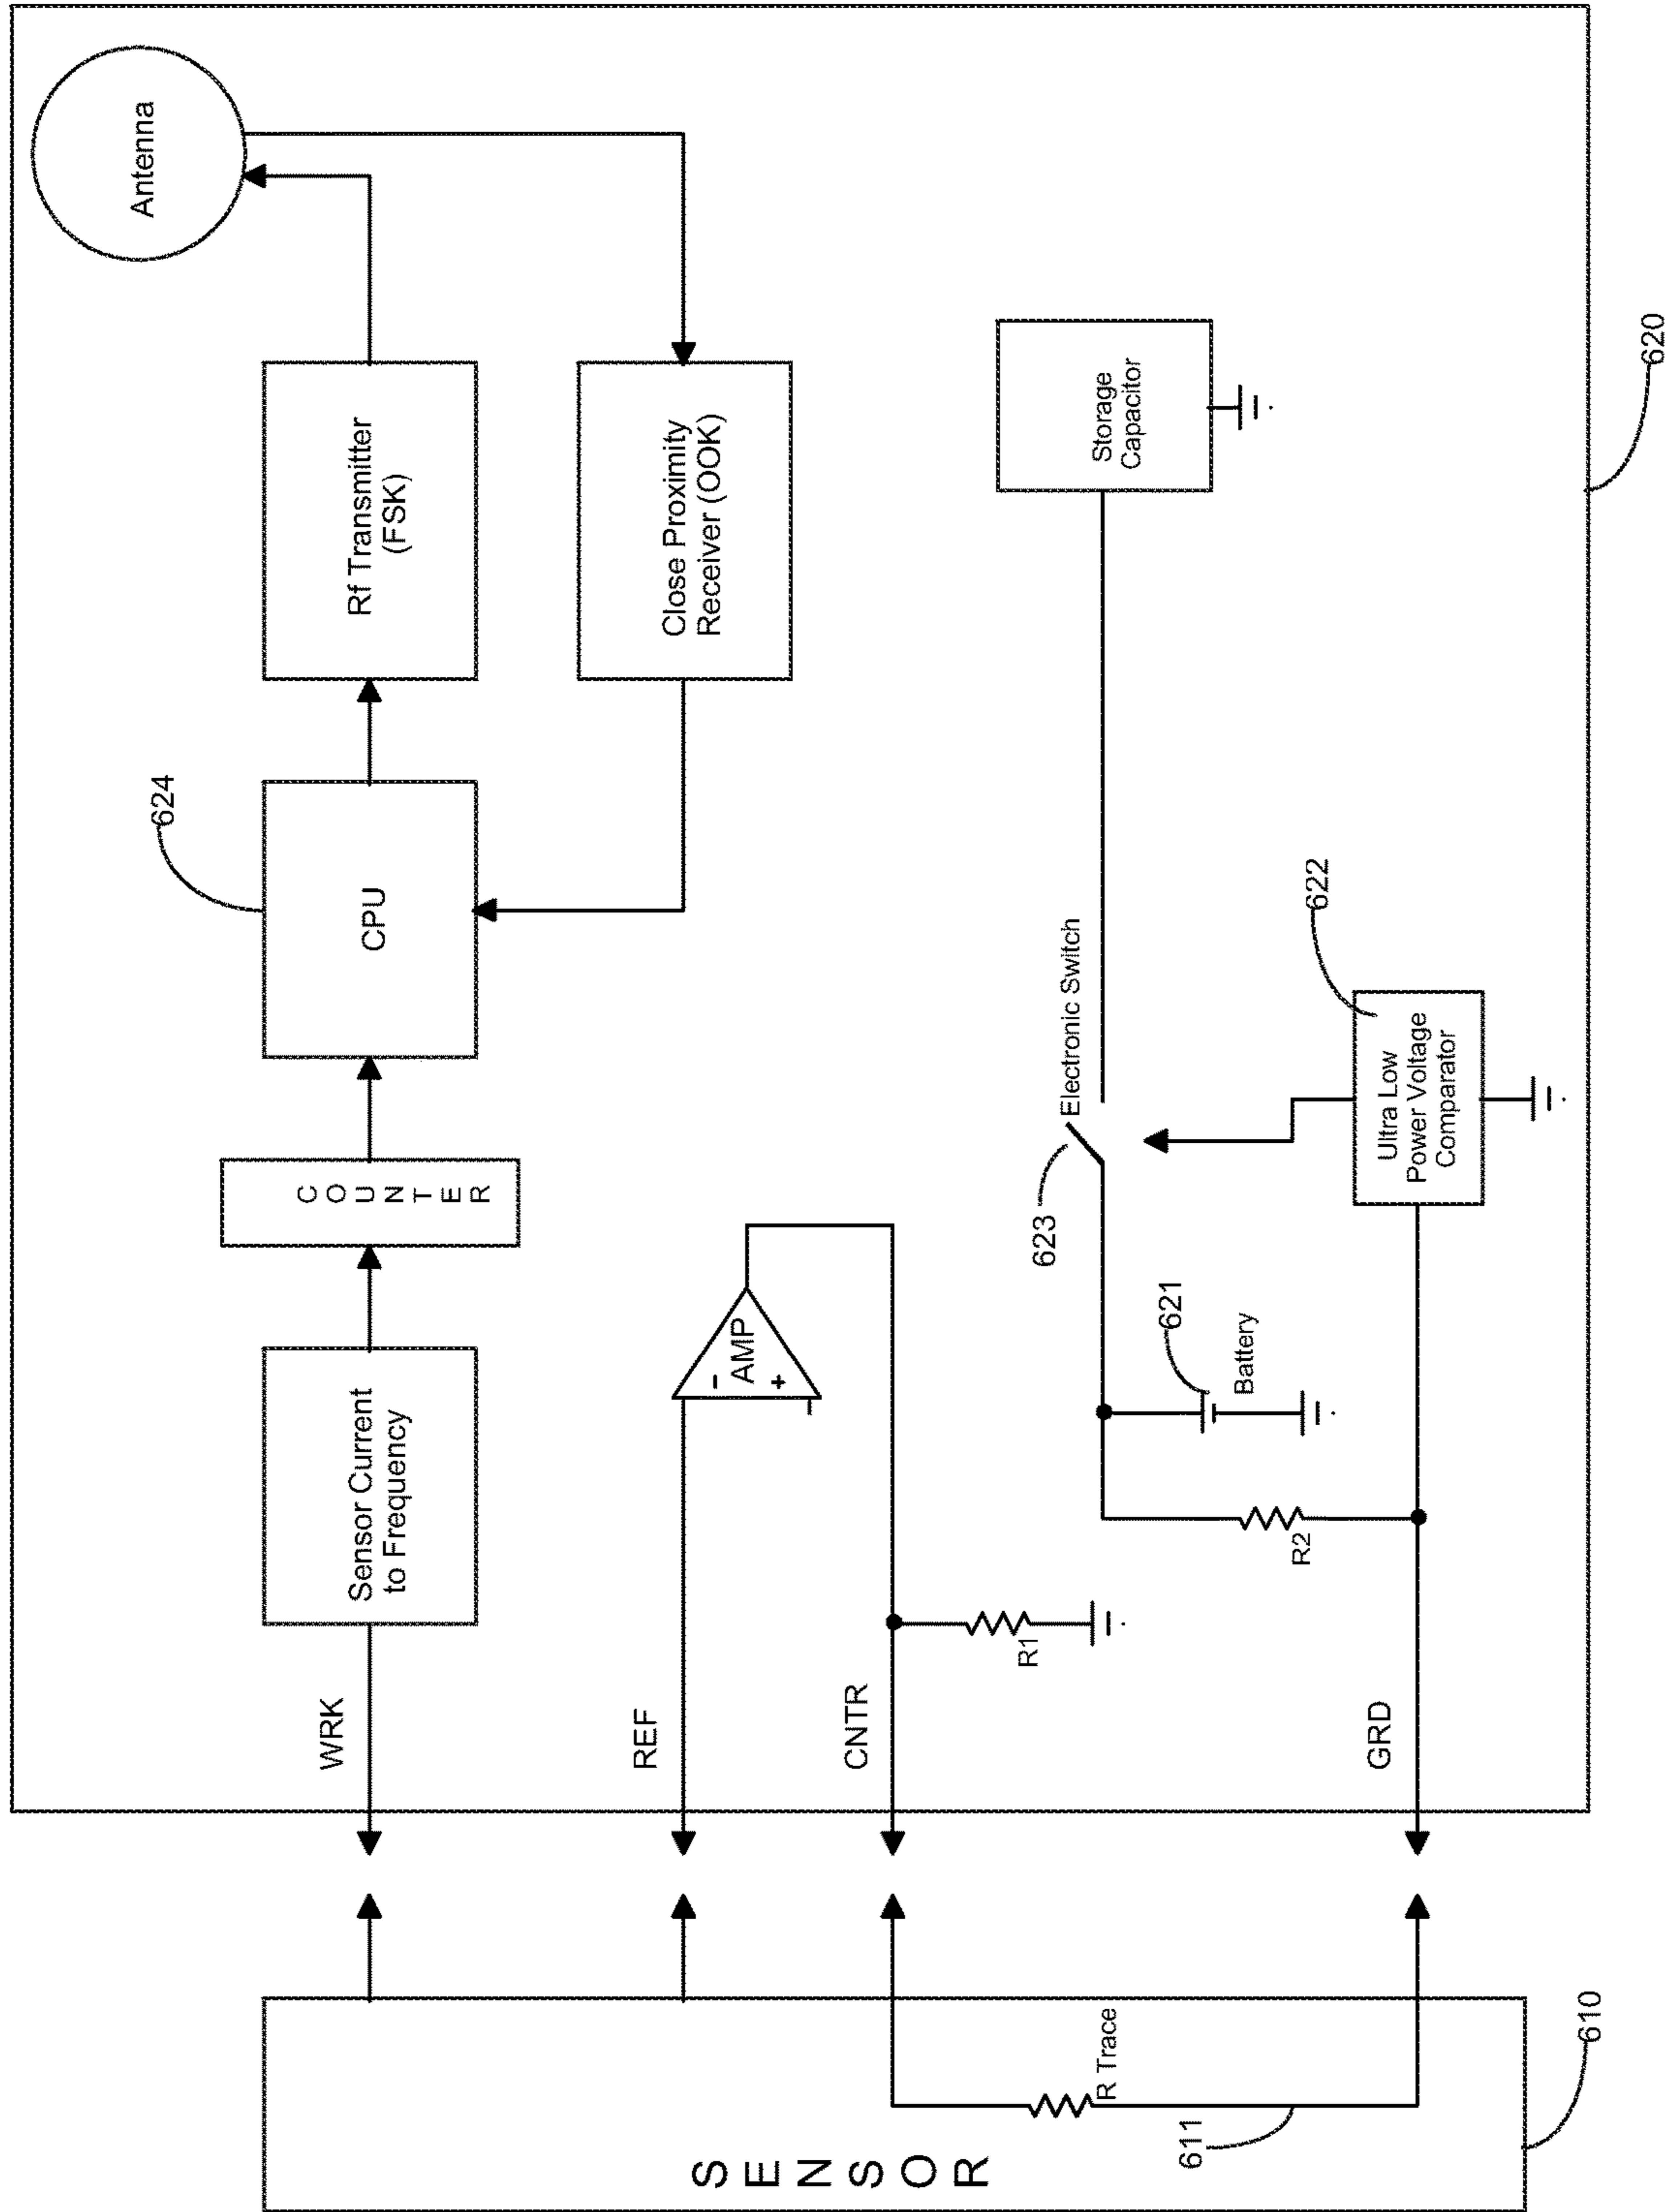 Antenna
Rf Transmitter
(FSK)
Close Proximity
Receiver (OOK)
624
CPU
COUNTER
Sensor Current
to Frequency
WRK
REF
CNTR
GRD
-
AMP
+
R1
R2
Storage
Capacitor
Electronic Switch
623
621
Battery
622
Ultra Low
Power Voltage
Comparator
620
SENSOR
R Trace
611
610